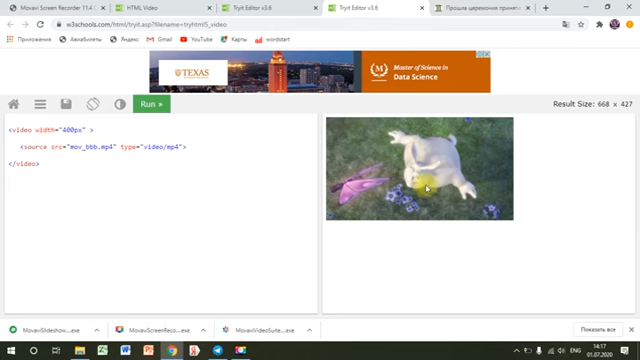 Movavi Screen Recorder 11.4
HTML Video
Tryit Editor v3.6
Tryit Editor v3.6
Прошла церемония приняти
w3schools.com/html/tryit.asp?filename=tryhtml5_video
Приложения
Авиабилеты
Яндекс
Gmail
YouTube
Карты
wordstart
TEXAS
Master of Science in
Data Science
Run »
Result Size: 668 x 427
<video width="400px" >
<source src="mov_bbb.mp4" type="video/mp4">
</video>
MovaviSlideshow....exe
MovaviScreenReco....exe
MovaviVideoSuite....exe
Показать все
ENG
14:17
01.07.2020